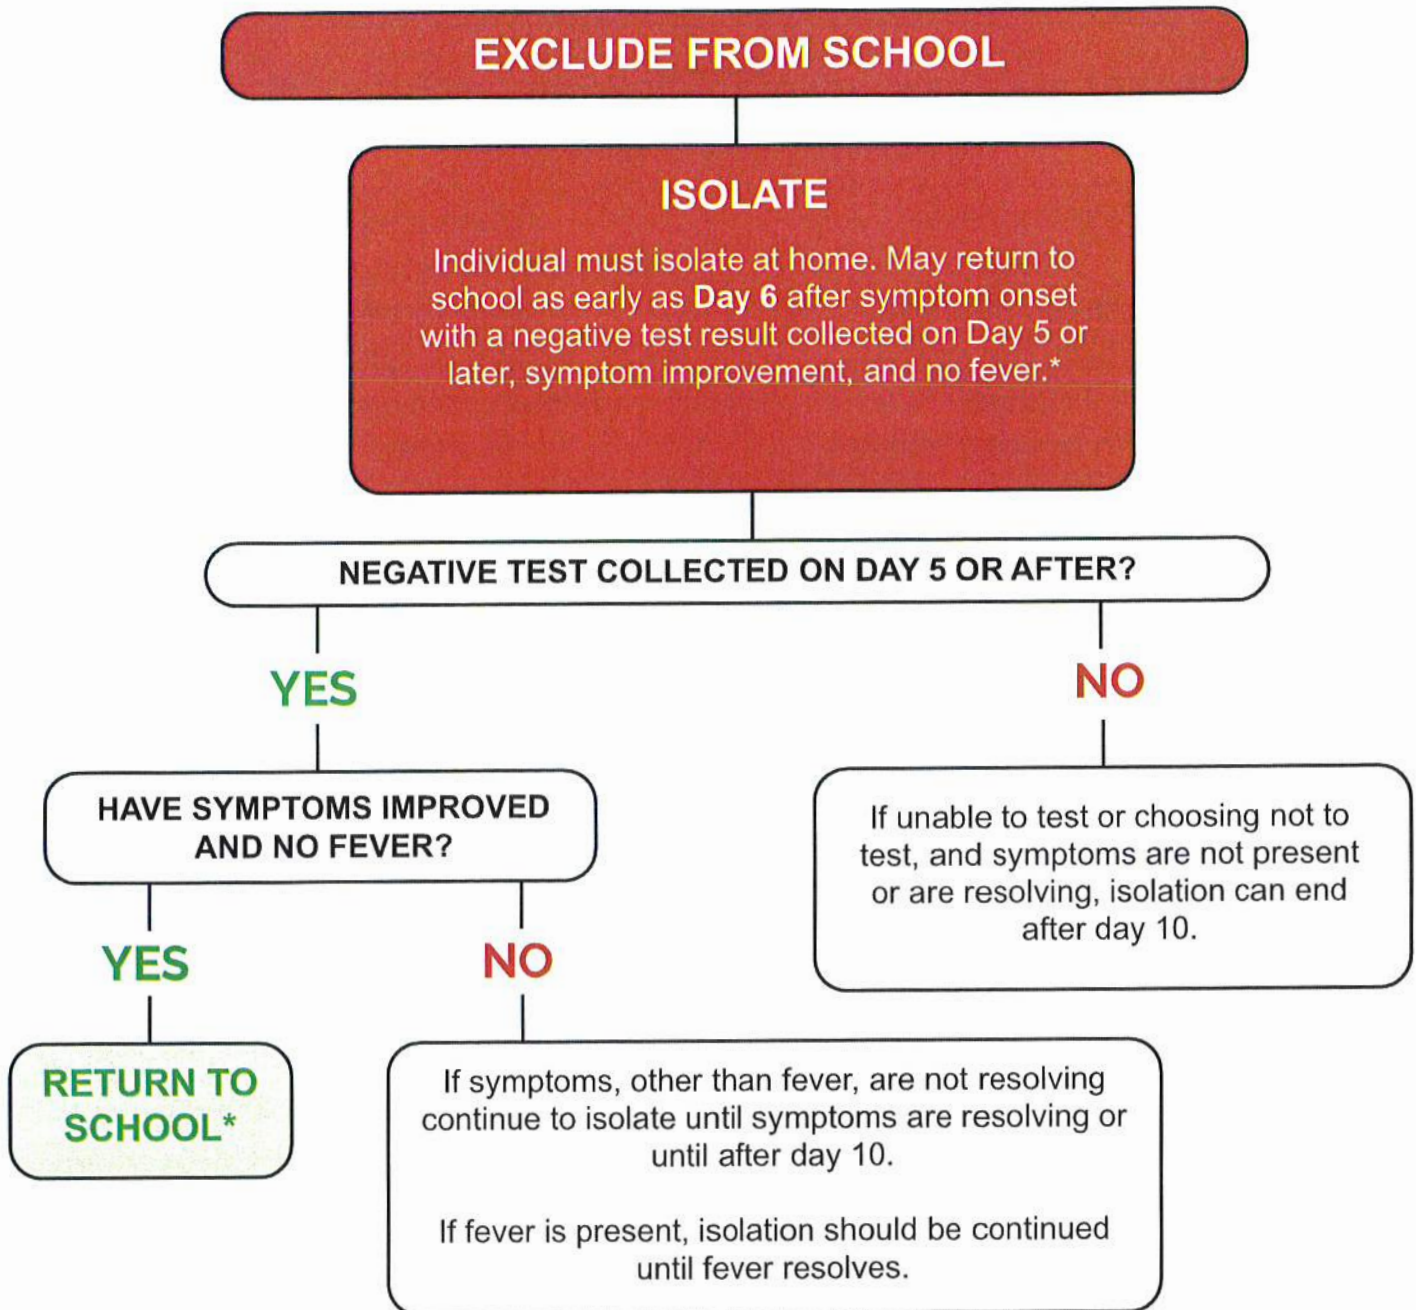 EXCLUDE FROM SCHOOL
ISOLATE
Individual must isolate at home. May return to
school as early as Day 6 after symptom onset
with a negative test result collected on Day 5 or
later, symptom improvement, and no fever.*
NEGATIVE TEST COLLECTED ON DAY 5 OR AFTER?
YES
NO
HAVE SYMPTOMS IMPROVED
AND NO FEVER?
If unable to test or choosing not to
test, and symptoms are not present
or are resolving, isolation can end
after day 10.
YES
NO
RETURN TO
SCHOOL*
If symptoms, other than fever, are not resolving
continue to isolate until symptoms are resolving or
until after day 10.
If fever is present, isolation should be continued
until fever resolves.